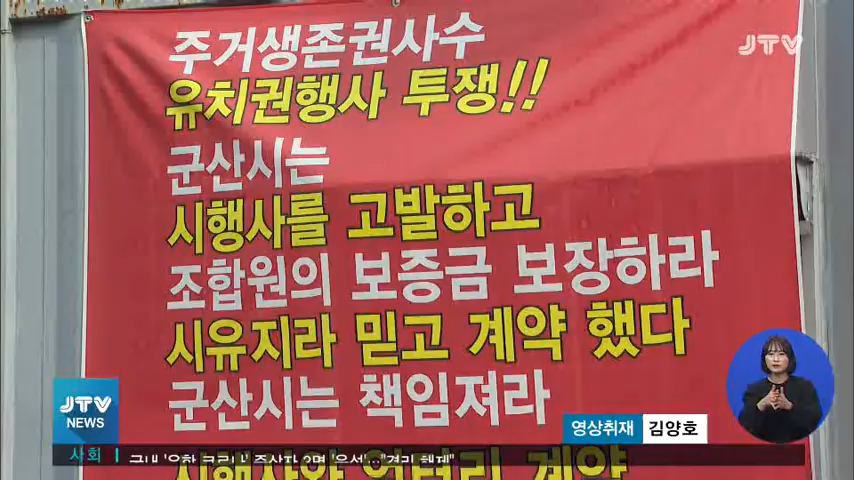 주거생존권사수
유치권행사 투쟁!!
군산시는
시행사를 고발하고
조합원의 보증금 보장하라
시유지라 믿고 계약 했다
군산시는 책임져라
JTV
JTV
NEWS
영상취재 김양호
사회